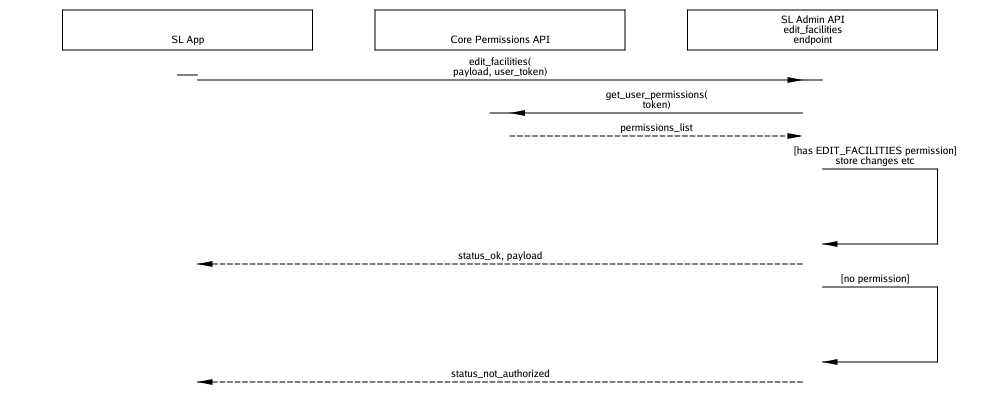 SL App
Core Permissions API
SL Admin API
edit_facilities
endpoint
edit_facilities(
payload, user_token)
get_user_permissions(
token)
permissions_list
[has EDIT_FACILITIES permission]
store changes etc
status_ok, payload
[no permission]
status_not_authorized